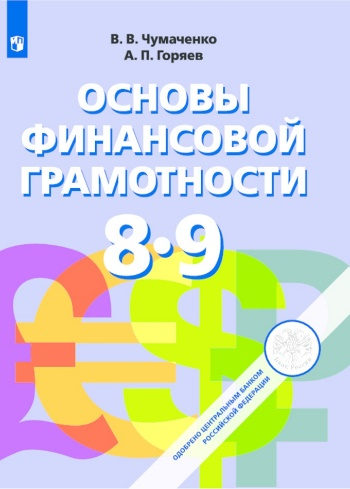 В. В. Чумаченко
А. П. Горяев
ОСНОВЫ
ФИНАНСОВОЙ
ГРАМОТНОСТИ
8•9
ОДОБРЕНО ЦЕНТРАЛЬНЫМ БАНКОМ
РОССИЙСКОЙ ФЕДЕРАЦИИ